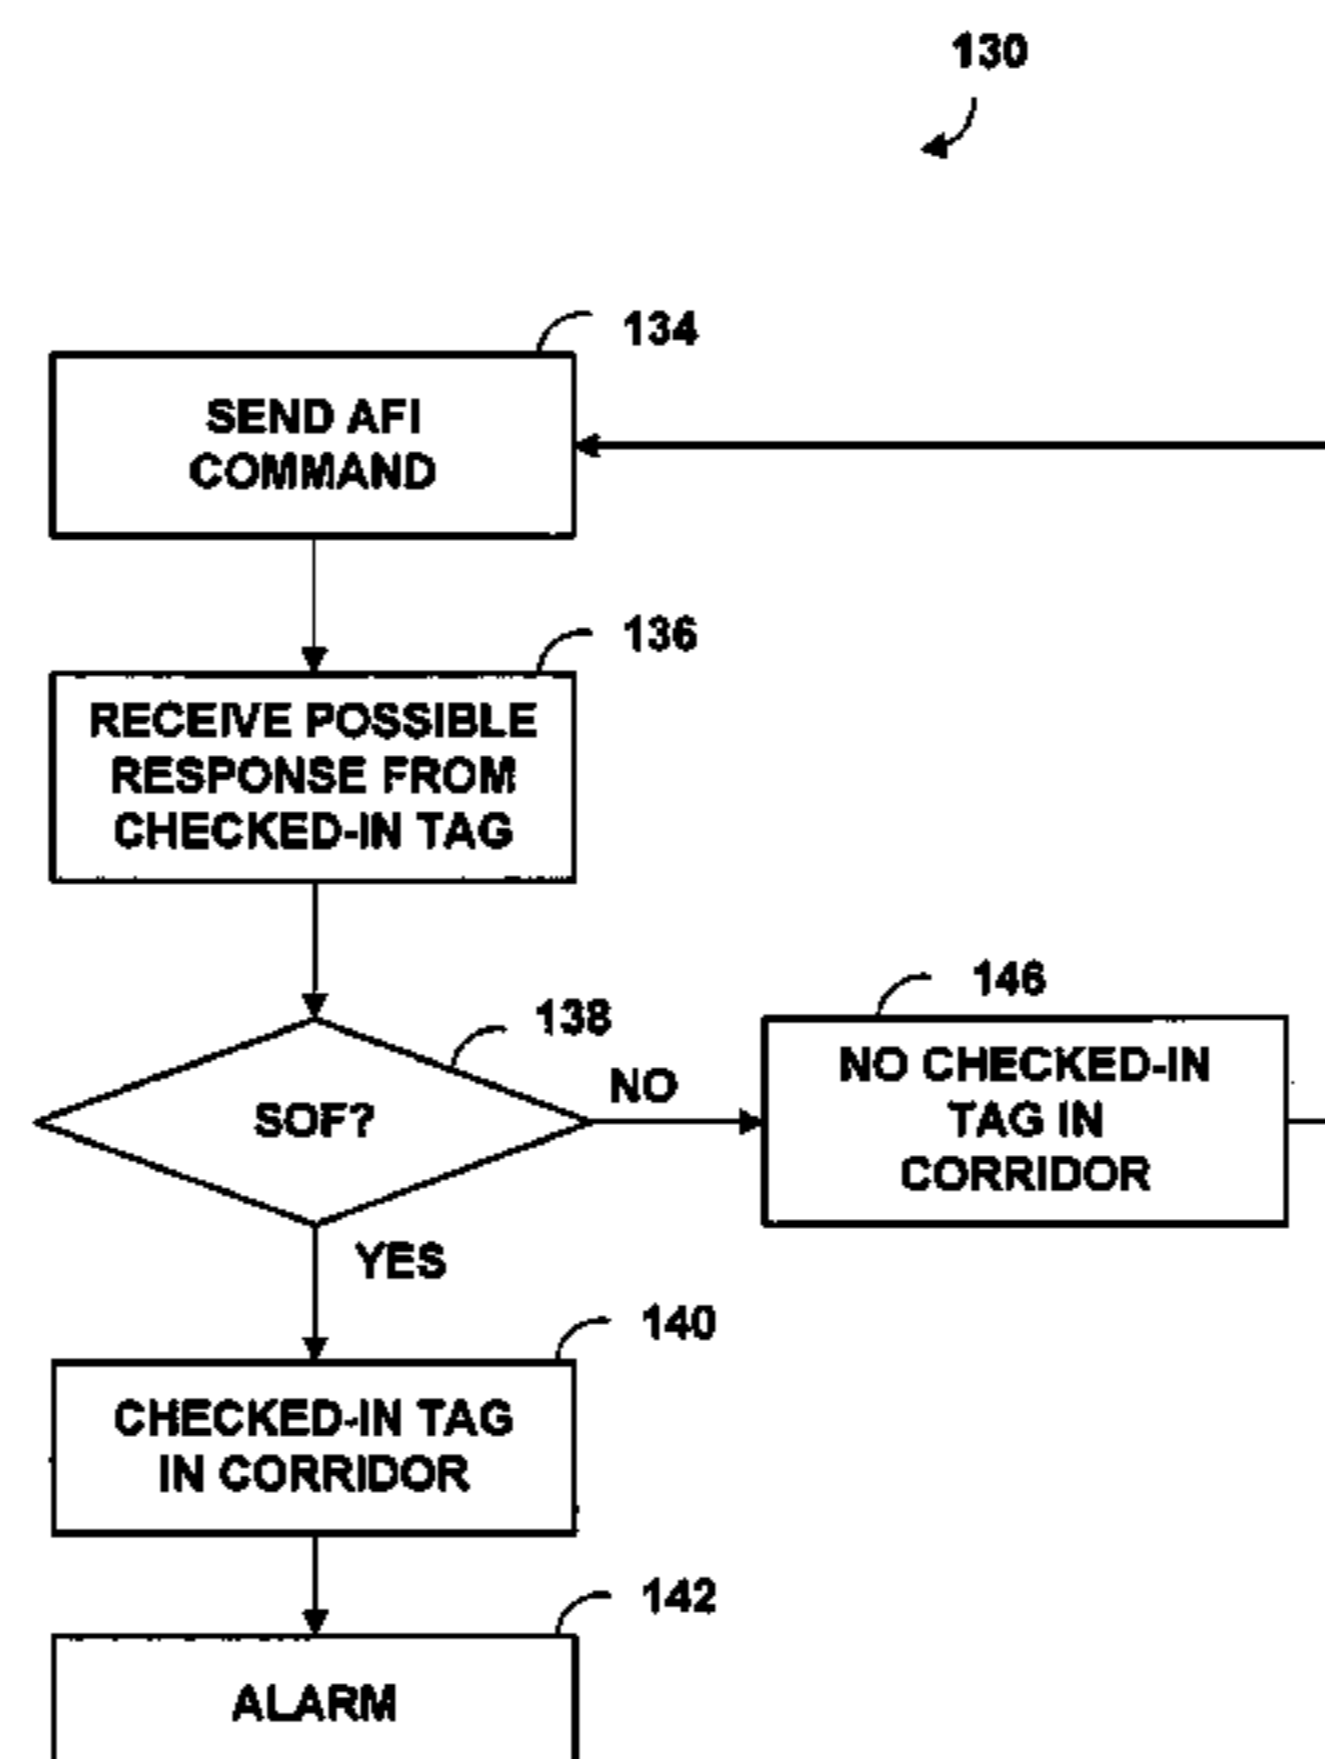 130
134
SEND AFI
COMMAND
136
RECEIVE POSSIBLE
RESPONSE FROM
CHECKED-IN TAG
138
SOF?
NO
146
NO CHECKED-IN
TAG IN
CORRIDOR
YES
140
CHECKED-IN TAG
IN CORRIDOR
142
ALARM